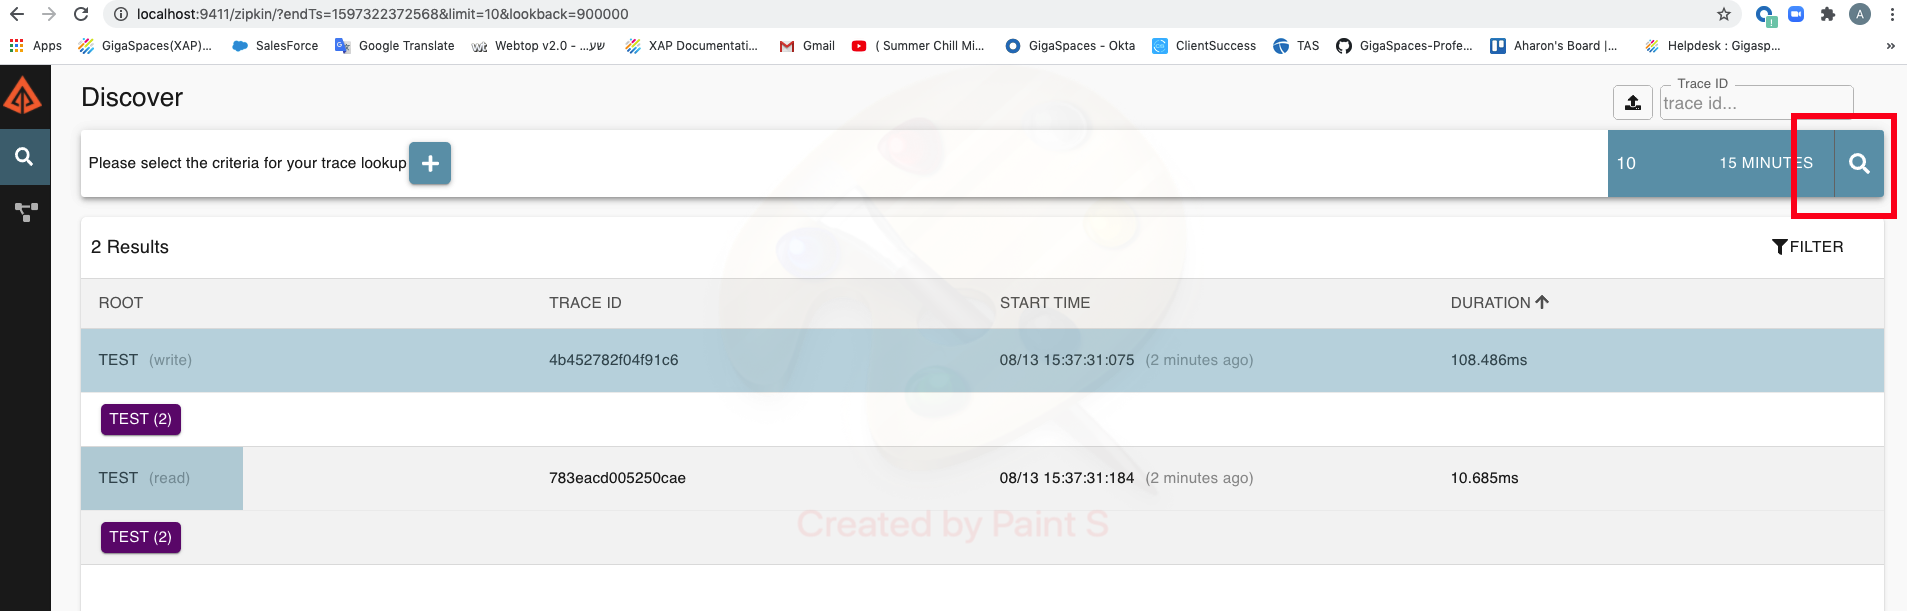 localhost:9411/zipkin/?endTs=1597322372568&limit=10&lookback=900000
A
Apps GigaSpaces(XAP)... SalesForce Google Translate Webtop v2.0 - ...שע ( Summer Chill Mi... XAP Documentati... Gmail GigaSpaces - Okta ClientSuccess TAS GigaSpaces-Profe... Aharon's Board |... Helpdesk : Gigasp... »
Discover
Trace ID
trace id...
Please select the criteria for your trace lookup
10 15 MINUTES
2 Results
FILTER
ROOT TRACE ID START TIME DURATION
TEST (write) 4b452782f04f91c6 08/13 15:37:31:075 (2 minutes ago) 108.486ms
TEST (2)
TEST (read) 783eacd005250cae 08/13 15:37:31:184 (2 minutes ago) 10.685ms
Created by Paint S
TEST (2)